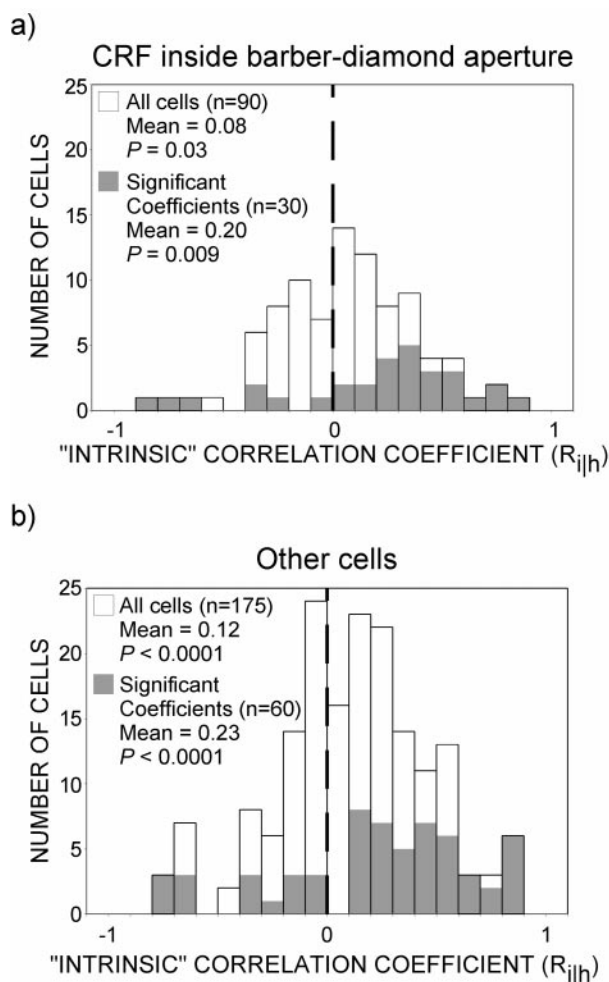 a)
CRF inside barber-diamond aperture
25
20
15
10
5
0
NUMBER OF CELLS
All cells (n=90)
Mean = 0.08
P = 0.03
Significant
Coefficients (n=30)
Mean = 0.20
P = 0.009
-1 0 1
"INTRINSIC" CORRELATION COEFFICIENT (Ri|h)
b)
Other cells
25
20
15
10
5
0
NUMBER OF CELLS
All cells (n=175)
Mean = 0.12
P < 0.0001
Significant
Coefficients (n=60)
Mean = 0.23
P < 0.0001
-1 0 1
"INTRINSIC" CORRELATION COEFFICIENT (Ri|h)